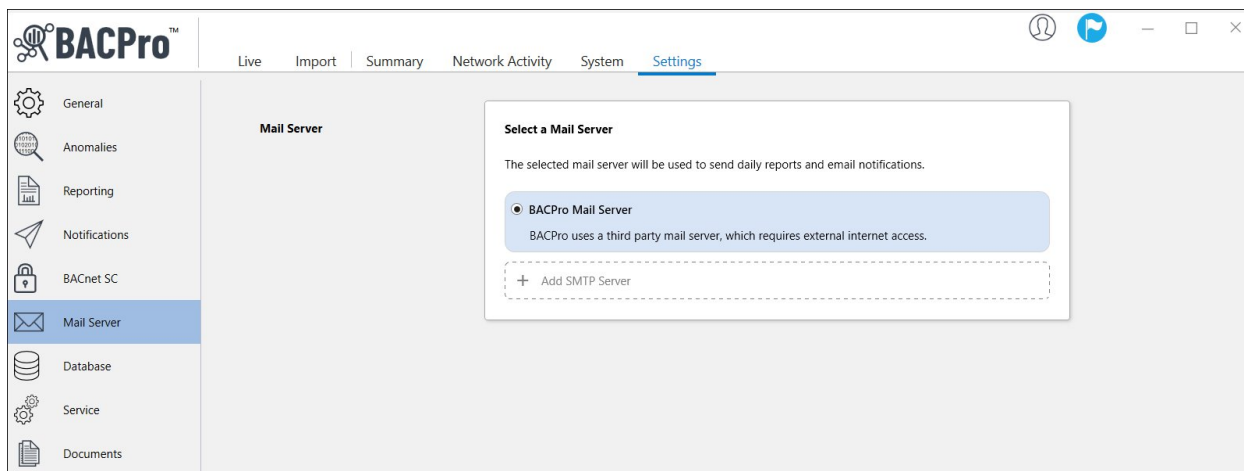 BACPro™
Live Import Summary Network Activity System Settings
General
Anomalies
Reporting
Notifications
BACnet SC
Mail Server
Database
Service
Documents
Mail Server
Select a Mail Server
The selected mail server will be used to send daily reports and email notifications.
BACPro Mail Server
BACPro uses a third party mail server, which requires external internet access.
+ Add SMTP Server